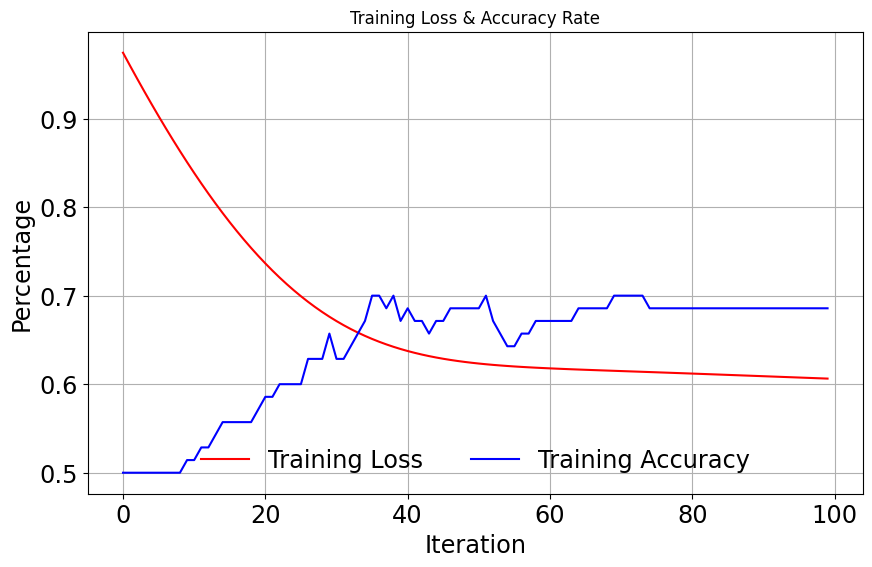 Training Loss & Accuracy Rate
Percentage
0.9
0.8
0.7
0.6
0.5
Training Loss Training Accuracy
0 20 40 60 80 100
Iteration